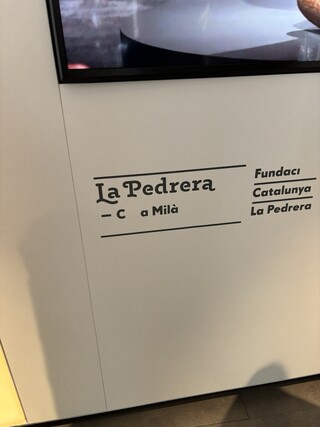 La Pedrera
— C a Milà
Fundaci
Catalunya
La Pedrera